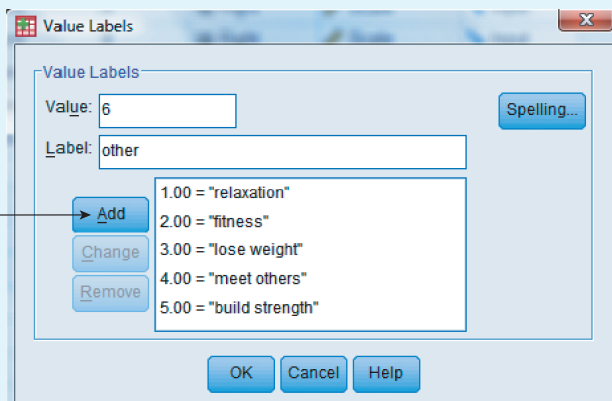 Value Labels
Value Labels
Value: 6
Spelling...
Label: other
Add
Change
Remove
1.00 = "relaxation"
2.00 = "fitness"
3.00 = "lose weight"
4.00 = "meet others"
5.00 = "build strength"
OK Cancel Help